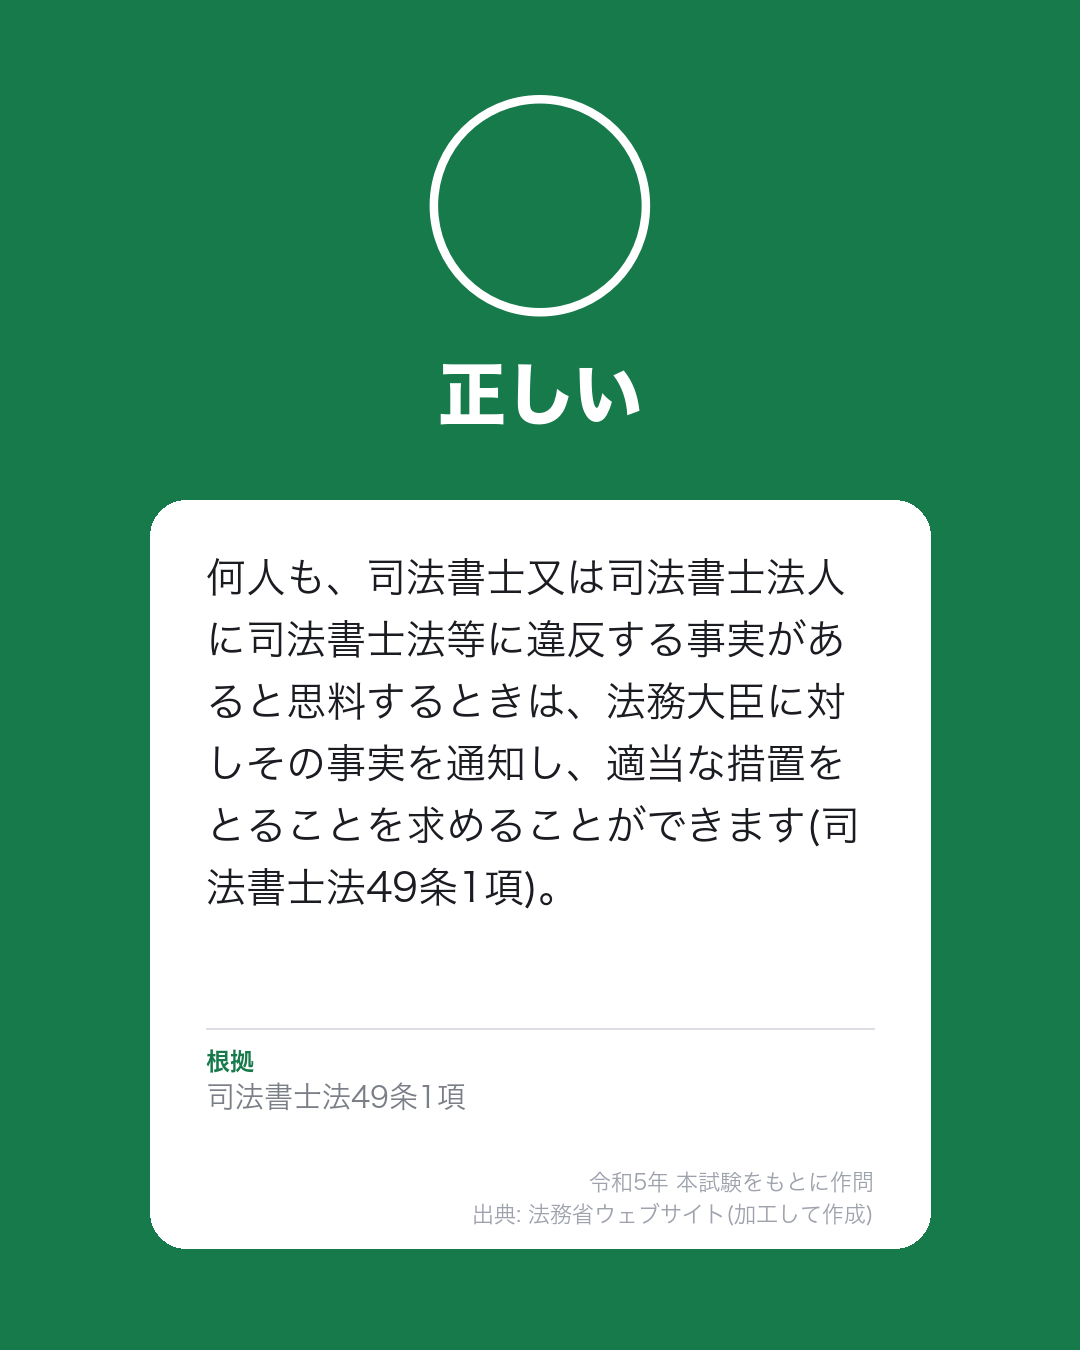 正しい
何人も、司法書士又は司法書士法人
に司法書士法等に違反する事実があ
ると思料するときは、法務大臣に対
しその事実を通知し、適当な措置を
とることを求めることができます(司
法書士法49条1項)。
根拠
司法書士法49条1項
令和5年 本試験をもとに作問
出典: 法務省ウェブサイト(加工して作成)